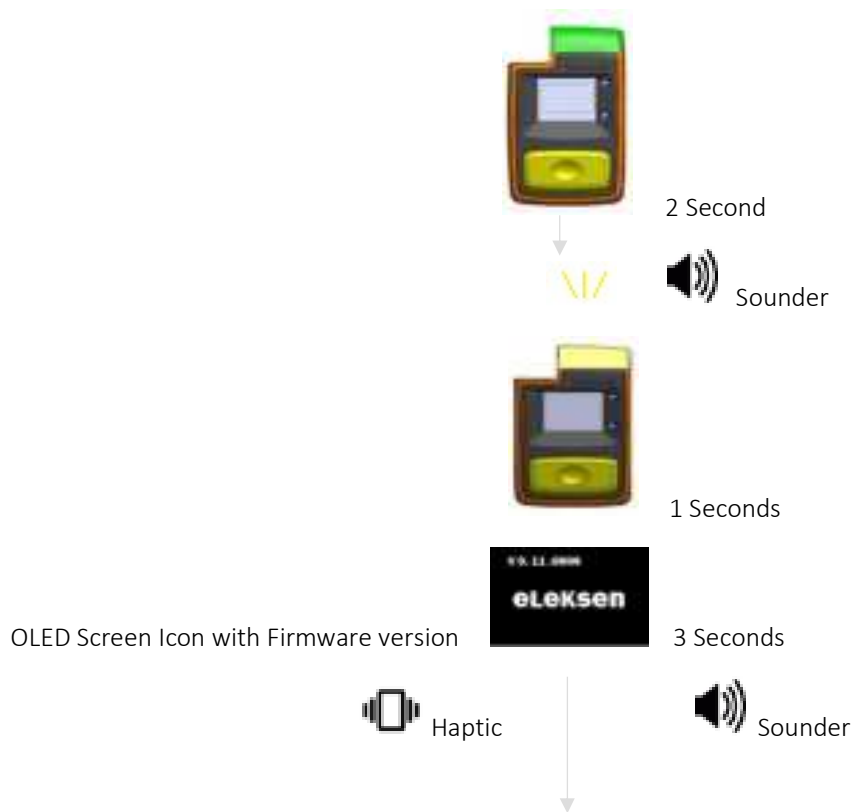 2 Second
Sounder
1 Seconds
eLeKsen
OLED Screen Icon with Firmware version
3 Seconds
Haptic
Sounder